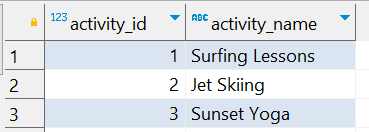 123 activity_id ABC activity_name
1 1 Surfing Lessons
2 2 Jet Skiing
3 3 Sunset Yoga